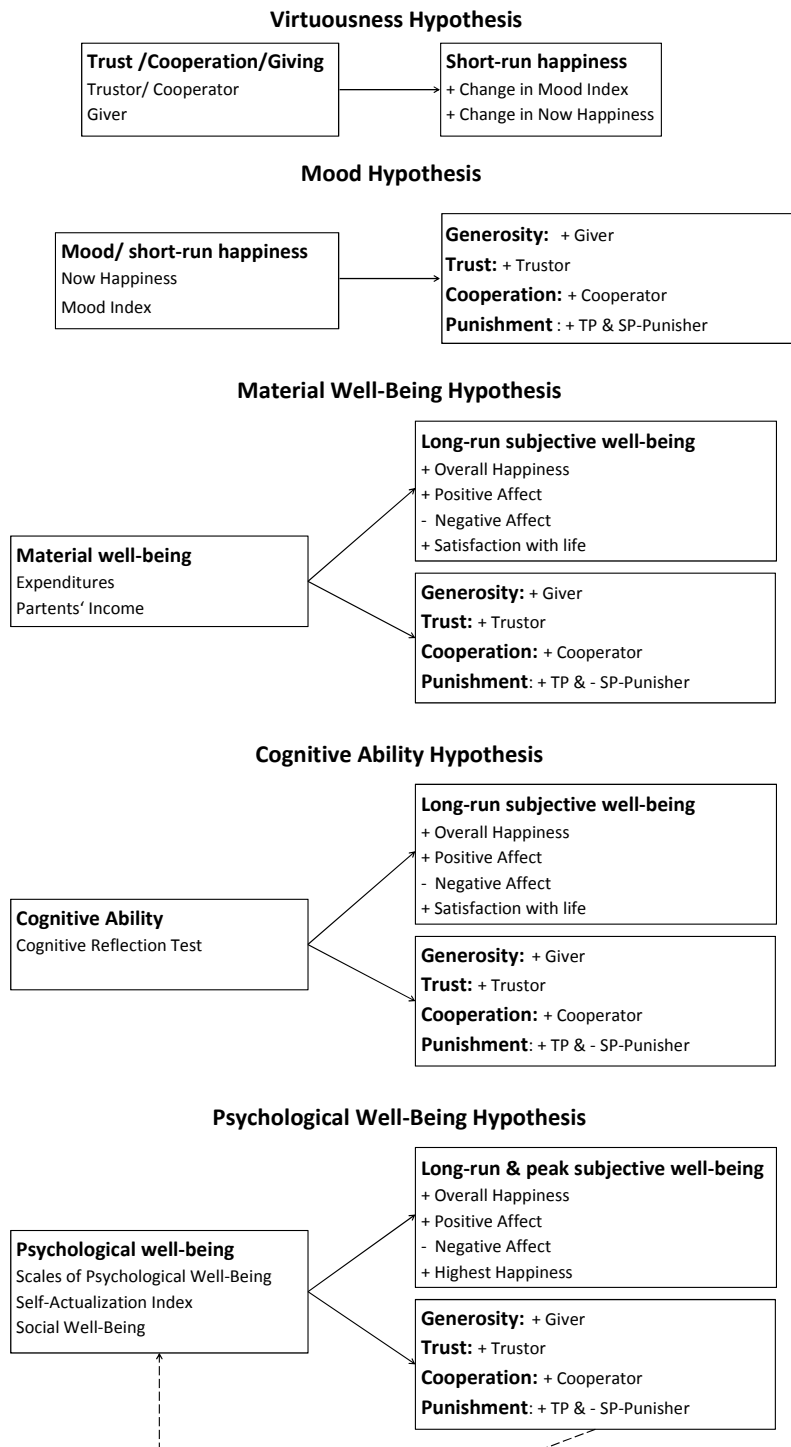 Virtuousness Hypothesis
Trust /Cooperation/Giving
Trustor/ Cooperator
Giver
Short-run happiness
+ Change in Mood Index
+ Change in Now Happiness
Mood Hypothesis
Mood/ short-run happiness
Now Happiness
Mood Index
Generosity: + Giver
Trust: + Trustor
Cooperation: + Cooperator
Punishment : + TP & SP-Punisher
Material Well-Being Hypothesis
Material well-being
Expenditures
Partents‘ Income
Long-run subjective well-being
+ Overall Happiness
+ Positive Affect
- Negative Affect
+ Satisfaction with life
Generosity: + Giver
Trust: + Trustor
Cooperation: + Cooperator
Punishment: + TP & - SP-Punisher
Cognitive Ability Hypothesis
Cognitive Ability
Cognitive Reflection Test
Long-run subjective well-being
+ Overall Happiness
+ Positive Affect
- Negative Affect
+ Satisfaction with life
Generosity: + Giver
Trust: + Trustor
Cooperation: + Cooperator
Punishment: + TP & - SP-Punisher
Psychological Well-Being Hypothesis
Psychological well-being
Scales of Psychological Well-Being
Self-Actualization Index
Social Well-Being
Long-run & peak subjective well-being
+ Overall Happiness
+ Positive Affect
- Negative Affect
+ Highest Happiness
Generosity: + Giver
Trust: + Trustor
Cooperation: + Cooperator
Punishment: + TP & - SP-Punisher